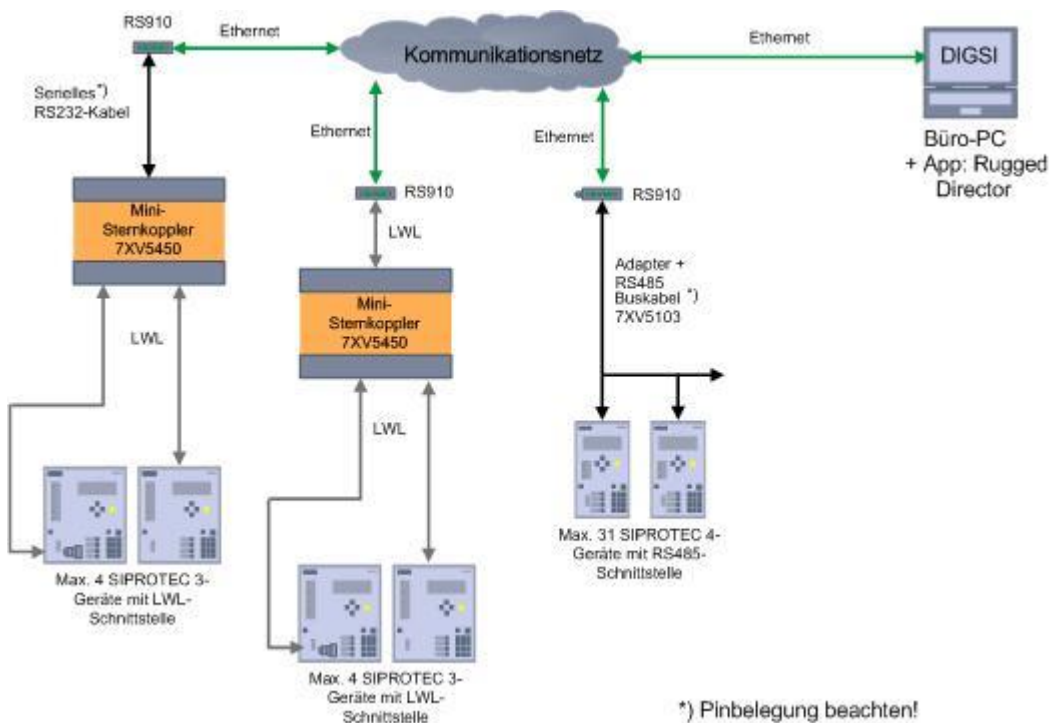 RS910
Ethernet
Kommunikationsnetz
Ethernet
DIGSI
Serielles*)
RS232-Kabel
Ethernet
Ethernet
Büro-PC
+ App: Rugged
Director
Mini-
Sternkoppler
7XV5450
RS910
RS910
LWL
Adapter +
RS485
Buskabel *)
7XV5103
Mini-
Sternkoppler
7XV5450
LWL
LWL
Max. 4 SIPROTEC 3-
Geräte mit LWL-
Schnittstelle
Max. 31 SIPROTEC 4-
Geräte mit RS485-
Schnittstelle
Max. 4 SIPROTEC 3-
Geräte mit LWL-
Schnittstelle
*) Pinbelegung beachten!